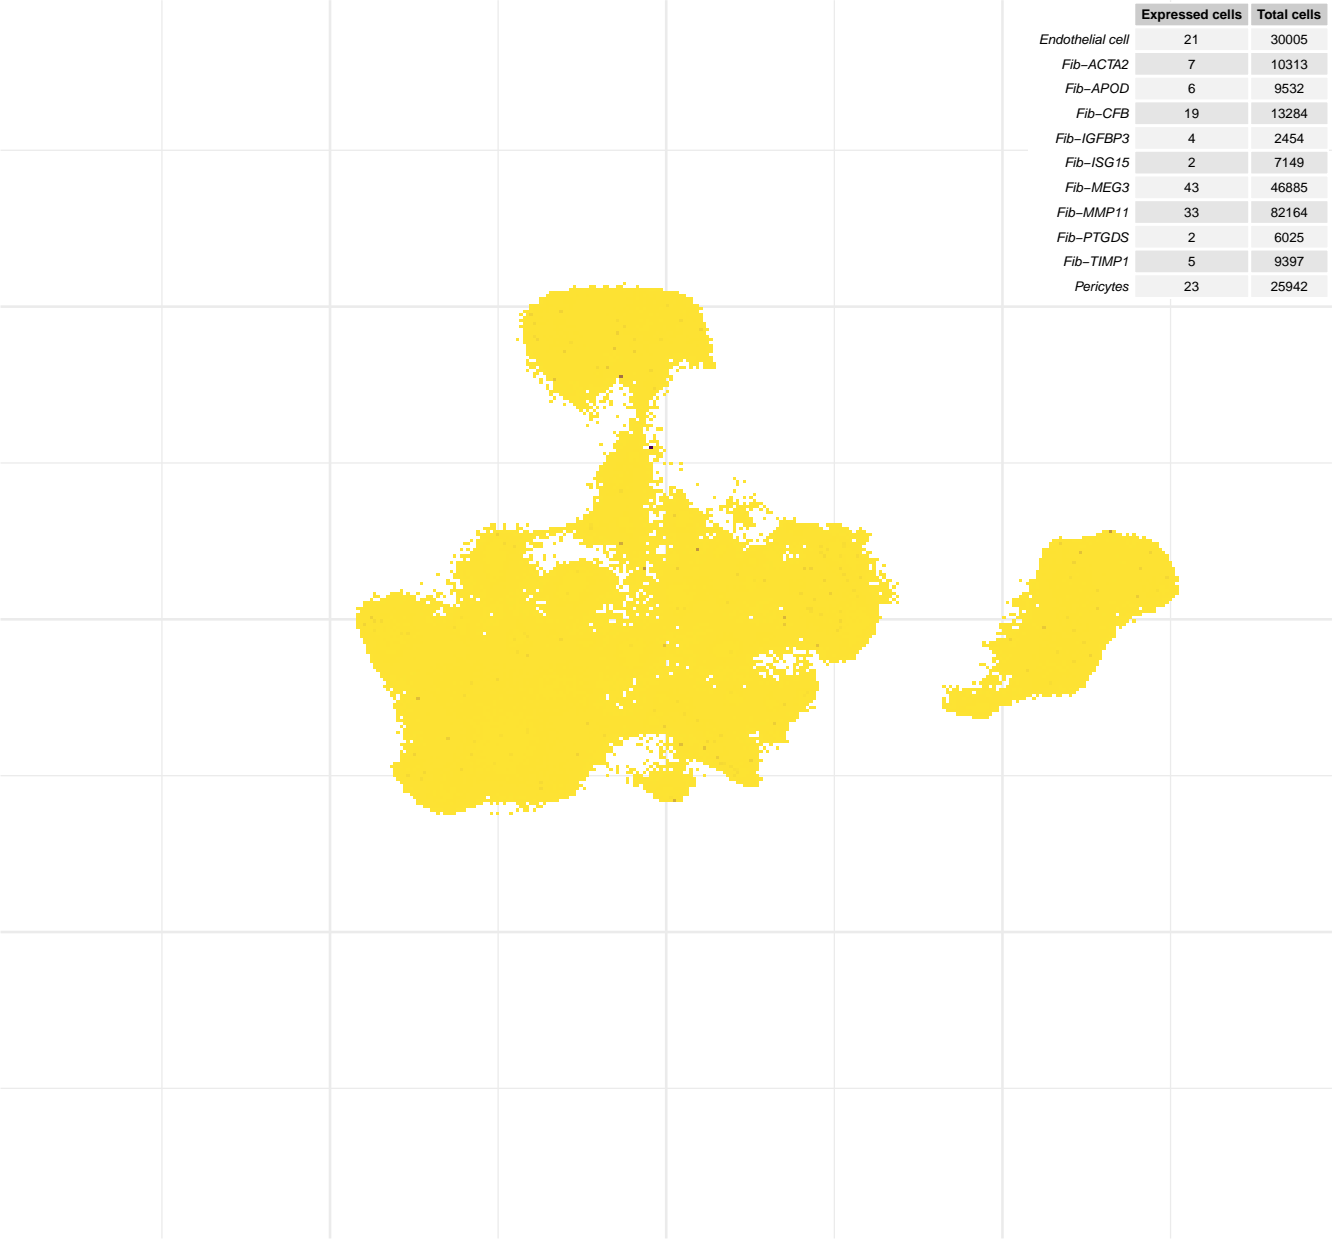 Expressed cells Total cells
Endothelial cell 21 30005
Fib−ACTA2 7 10313
Fib−APOD 6 9532
Fib−CFB 19 13284
Fib−IGFBP3 4 2454
Fib−ISG15 2 7149
Fib−MEG3 43 46885
Fib−MMP11 33 82164
Fib−PTGDS 2 6025
Fib−TIMP1 5 9397
Pericytes 23 25942